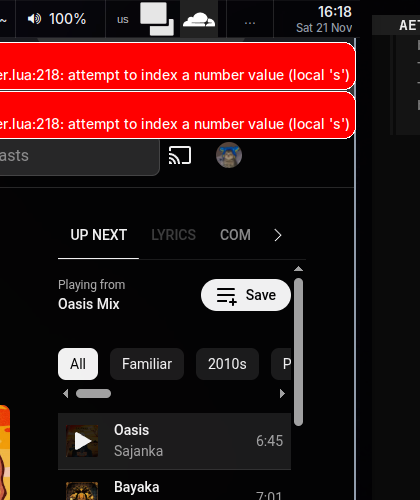 100%
us
...
16:18
Sat 21 Nov
er.lua:218: attempt to index a number value (local 's')
er.lua:218: attempt to index a number value (local 's')
asts
UP NEXT
LYRICS
COM
Playing from
Oasis Mix
Save
All
Familiar
2010s
P
Oasis
Sajanka
6:45
Bayaka
7:01
AE